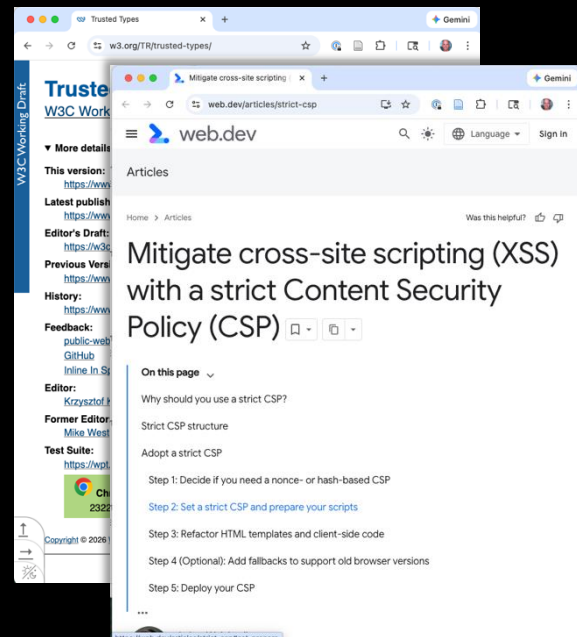 Trusted Types
Gemini
w3.org/TR/trusted-types/
W3C Working Draft
W3C Work
More details
This version:
https://www
Latest publish
https://www
Editor's Draft:
https://w3c
Previous Vers
https://www
History:
https://www
Feedback:
public-web
GitHub
Inline In Sp
Editor:
Krzysztof
Former Editor
Mike West
Test Suite:
https://wpt.
2322
Copyright © 2026
Mitigate cross-site scripting
Gemini
web.dev/articles/strict-csp
web.dev
Language
Sign in
Articles
Home > Articles
Was this helpful?
Mitigate cross-site scripting (XSS)
with a strict Content Security
Policy (CSP)
On this page
Why should you use a strict CSP?
Strict CSP structure
Adopt a strict CSP
Step 1: Decide if you need a nonce- or hash-based CSP
Step 2: Set a strict CSP and prepare your scripts
Step 3: Refactor HTML templates and client-side code
Step 4 (Optional): Add fallbacks to support old browser versions
Step 5: Deploy your CSP
...